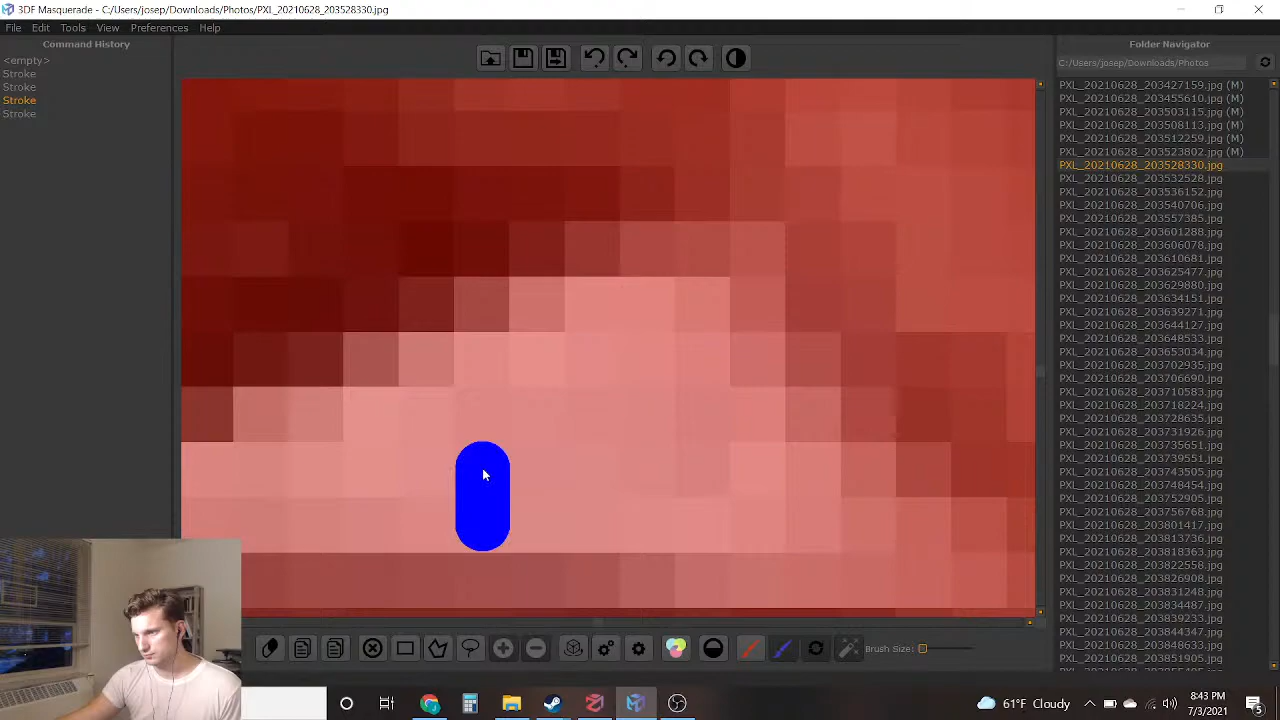 3DF Masquerade - C:/Users/josep/Downloads/Photos/PXL_20210628_203528330.jpg
File Edit Tools View Preferences Help
Command History
<empty>
Stroke
Stroke
Stroke
Stroke
Folder Navigator
C:/Users/josep/Downloads/Photos
PXL_20210628_203427159.jpg (M)
PXL_20210628_203455610.jpg (M)
PXL_20210628_203503115.jpg (M)
PXL_20210628_203508113.jpg (M)
PXL_20210628_203512259.jpg (M)
PXL_20210628_203523802.jpg (M)
PXL_20210628_203528330.jpg
PXL_20210628_203532528.jpg
PXL_20210628_203536152.jpg
PXL_20210628_203540706.jpg
PXL_20210628_203557385.jpg
PXL_20210628_203601288.jpg
PXL_20210628_203606078.jpg
PXL_20210628_203610681.jpg
PXL_20210628_203625477.jpg
PXL_20210628_203629880.jpg
PXL_20210628_203634151.jpg
PXL_20210628_203639271.jpg
PXL_20210628_203644127.jpg
PXL_20210628_203648533.jpg
PXL_20210628_203653034.jpg
PXL_20210628_203702935.jpg
PXL_20210628_203706690.jpg
PXL_20210628_203710583.jpg
PXL_20210628_203718224.jpg
PXL_20210628_203728635.jpg
PXL_20210628_203731926.jpg
PXL_20210628_203735651.jpg
PXL_20210628_203739551.jpg
PXL_20210628_203743505.jpg
PXL_20210628_203748454.jpg
PXL_20210628_203752905.jpg
PXL_20210628_203756768.jpg
PXL_20210628_203801417.jpg
PXL_20210628_203813736.jpg
PXL_20210628_203818363.jpg
PXL_20210628_203822558.jpg
PXL_20210628_203826908.jpg
PXL_20210628_203831248.jpg
PXL_20210628_203834487.jpg
PXL_20210628_203839233.jpg
PXL_20210628_203844347.jpg
PXL_20210628_203848633.jpg
PXL_20210628_203851905.jpg
Brush Size:
61°F Cloudy
8:43 PM
7/3/2021
5